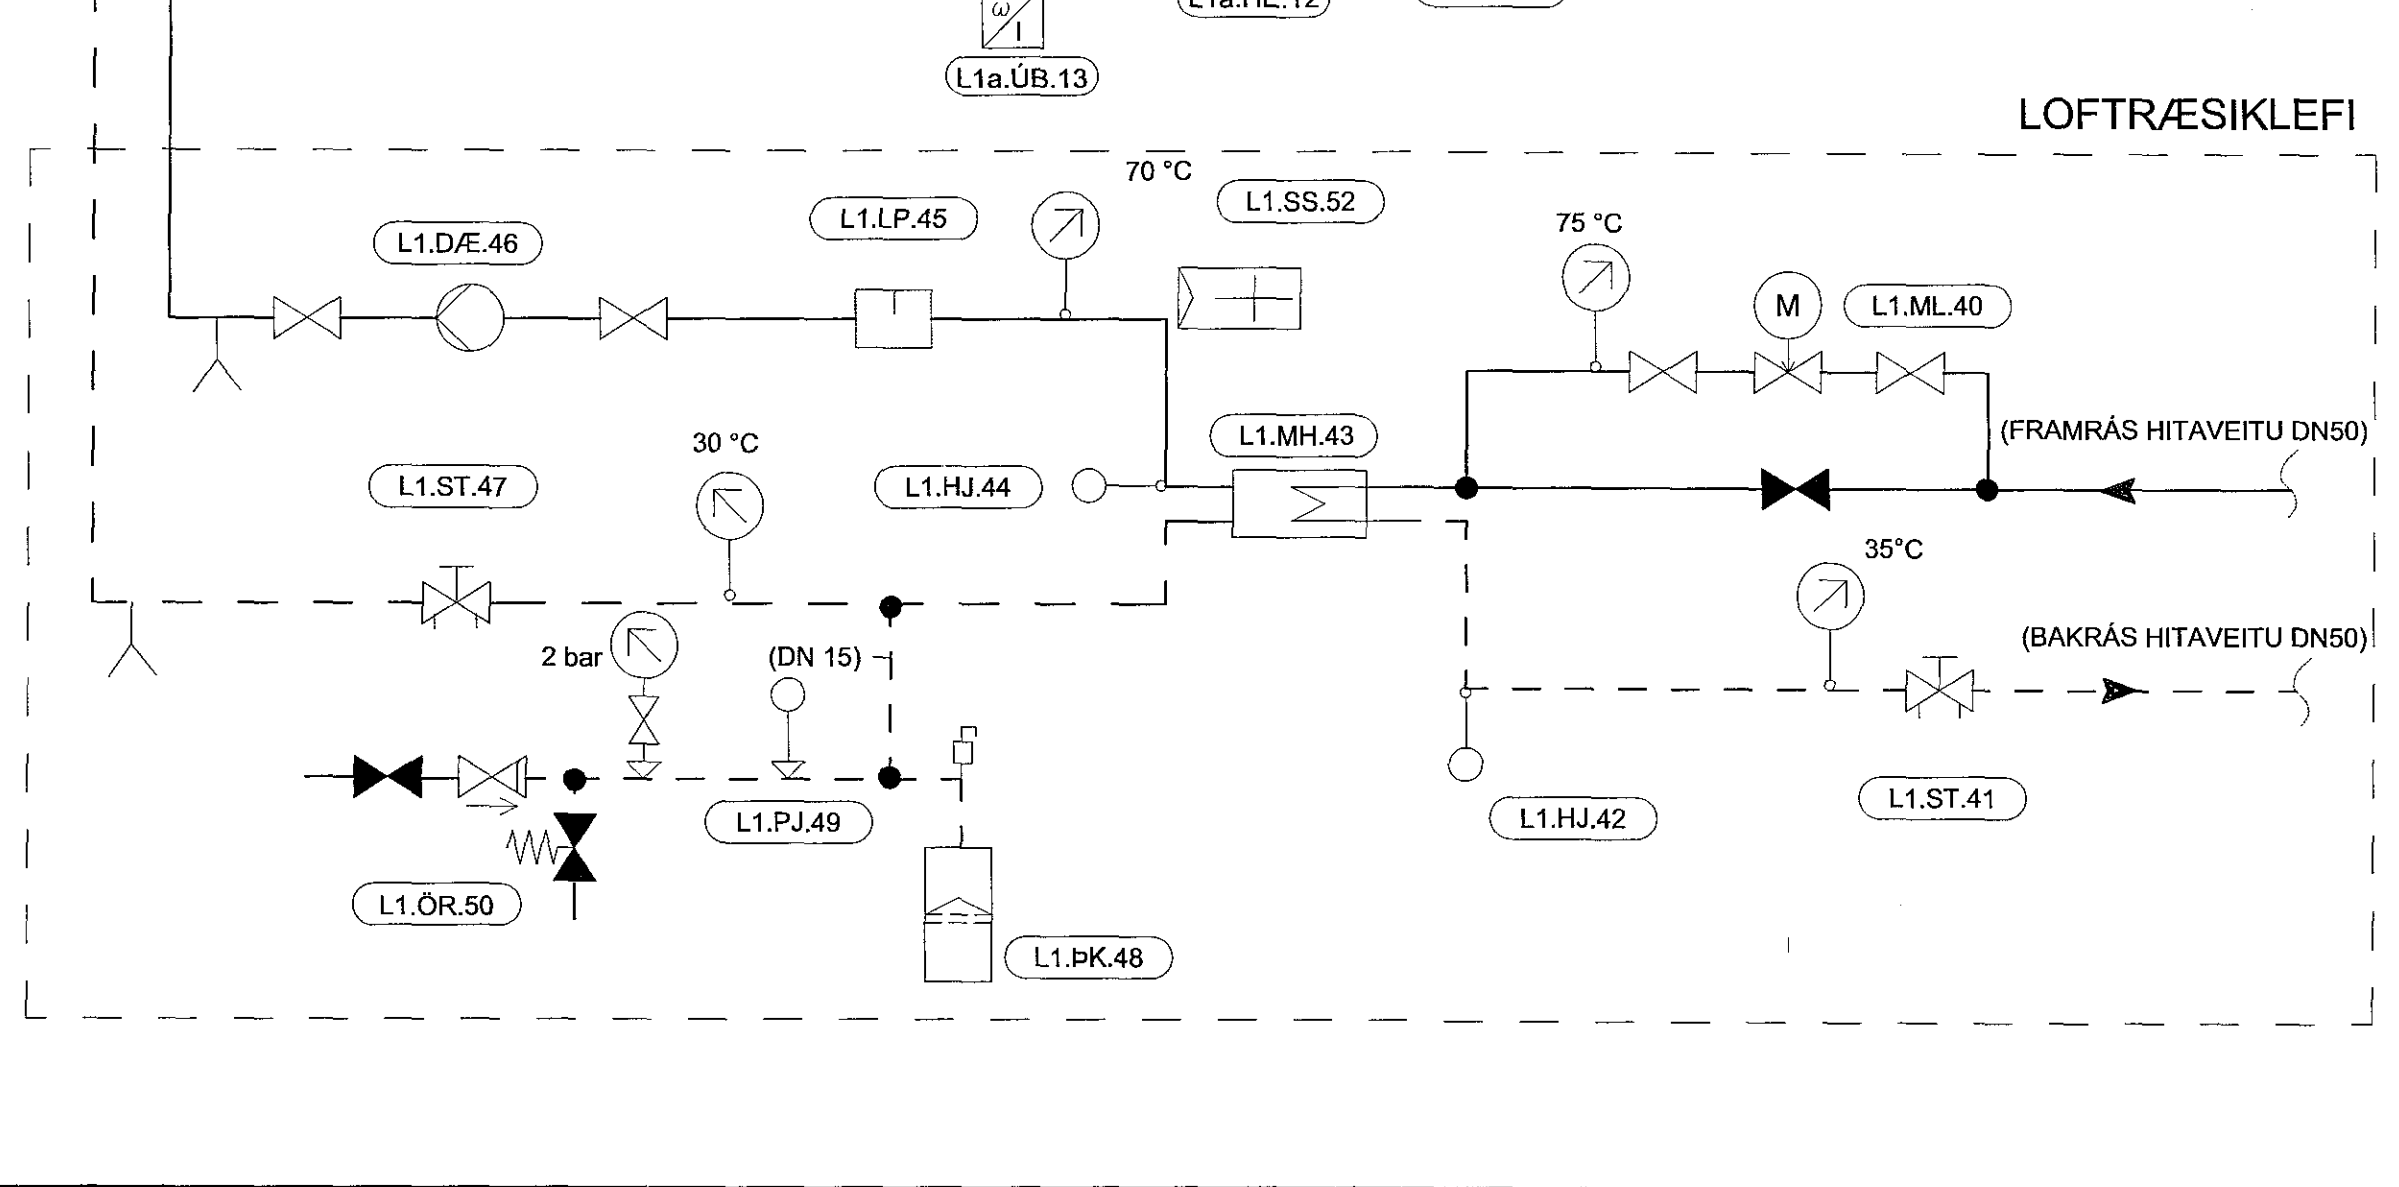 ω
I
L1a.ÚB.13
LOFTRÆSIKLEFI
70 °C
L1.SS.52
L1.LP.45
L1.DÆ.46
75 °C
M
L1.ML.40
(FRAMRÁS HITAVEITU DN50)
L1.MH.43
30 °C
L1.HJ.44
L1.ST.47
35°C
(BAKRÁS HITAVEITU DN50)
2 bar
(DN 15)
L1.PJ.49
L1.HJ.42
L1.ST.41
L1.ÖR.50
L1.ÞK.48